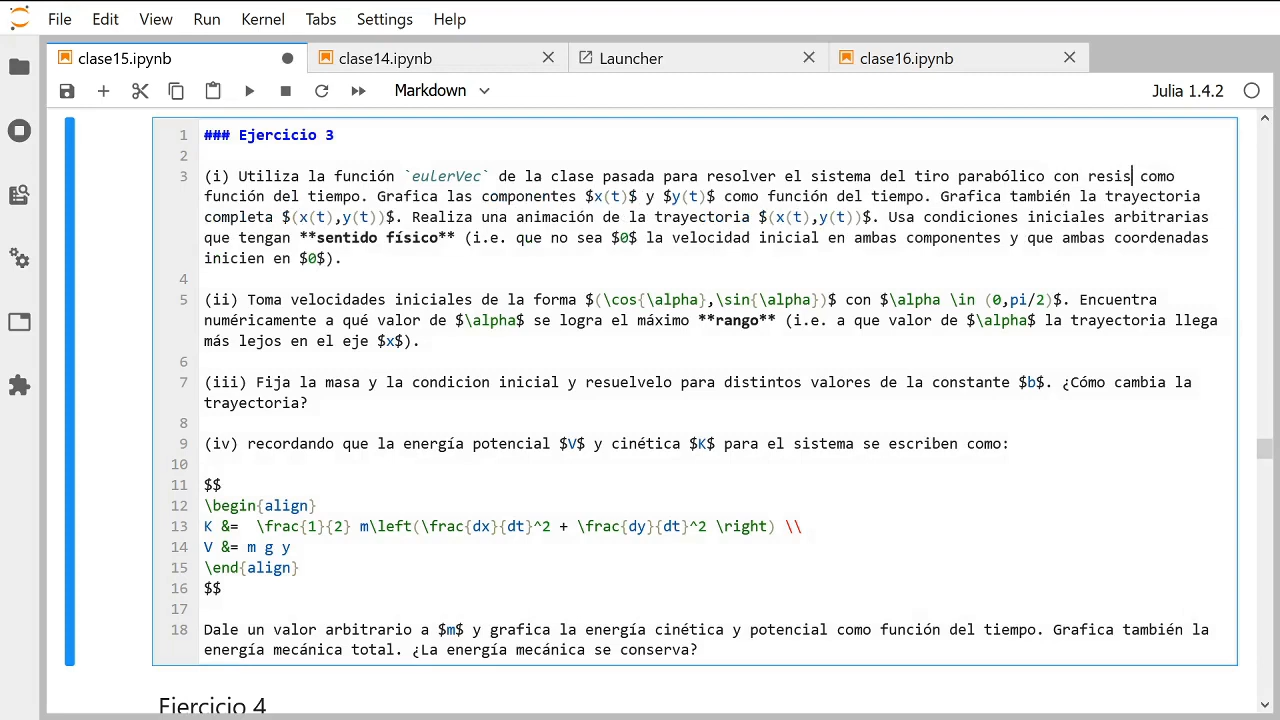 File Edit View Run Kernel Tabs Settings Help
clase15.ipynb clase14.ipynb Launcher clase16.ipynb
Markdown Julia 1.4.2
1 ### Ejercicio 3
2
3 (i) Utiliza la función `eulerVec` de la clase pasada para resolver el sistema del tiro parabólico con resis como
función del tiempo. Grafica las componentes $x(t)$ y $y(t)$ como función del tiempo. Grafica también la trayectoria
completa $(x(t),y(t))$. Realiza una animación de la trayectoria $(x(t),y(t))$. Usa condiciones iniciales arbitrarias
que tengan **sentido físico** (i.e. que no sea $0$ la velocidad inicial en ambas componentes y que ambas coordenadas
inicien en $0$).
4
5 (ii) Toma velocidades iniciales de la forma $(\cos{\alpha},\sin{\alpha})$ con $\alpha \in (0,pi/2)$. Encuentra
numéricamente a qué valor de $\alpha$ se logra el máximo **rango** (i.e. a que valor de $\alpha$ la trayectoria llega
más lejos en el eje $x$).
6
7 (iii) Fija la masa y la condicion inicial y resuelvelo para distintos valores de la constante $b$. ¿Cómo cambia la
trayectoria?
8
9 (iv) recordando que la energía potencial $V$ y cinética $K$ para el sistema se escriben como:
10
11 $$
12 \begin{align}
13 K &=  \frac{1}{2} m\left(\frac{dx}{dt}^2 + \frac{dy}{dt}^2 \right) \\
14 V &= m g y
15 \end{align}
16 $$
17
18 Dale un valor arbitrario a $m$ y grafica la energía cinética y potencial como función del tiempo. Grafica también la
energía mecánica total. ¿La energía mecánica se conserva?
Ejercicio 4